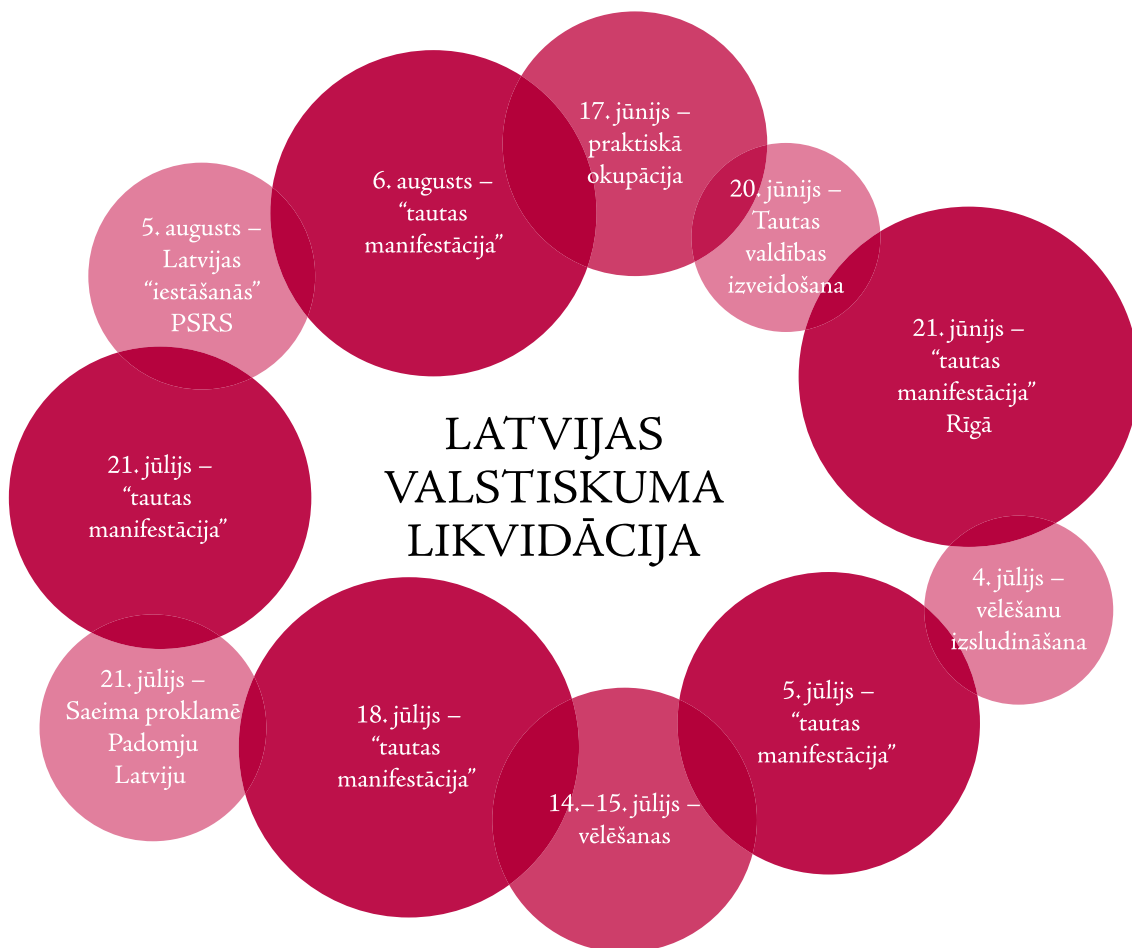 LATVIJAS
VALSTISKUMA
LIKVIDĀCIJA
17. jūnijs –
praktiskā
okupācija
20. jūnijs –
Tautas
valdības
izveidošana
21. jūnijs –
“tautas
manifestācija”
Rīgā
4. jūlijs –
vēlēšanu
izsludināšana
5. jūlijs –
“tautas
manifestācija”
14.–15. jūlijs –
vēlēšanas
18. jūlijs –
“tautas
manifestācija”
21. jūlijs –
Saeima proklamē
Padomju
Latviju
21. jūlijs –
“tautas
manifestācija”
5. augusts –
Latvijas
“iestāšanās”
PSRS
6. augusts –
“tautas
manifestācija”